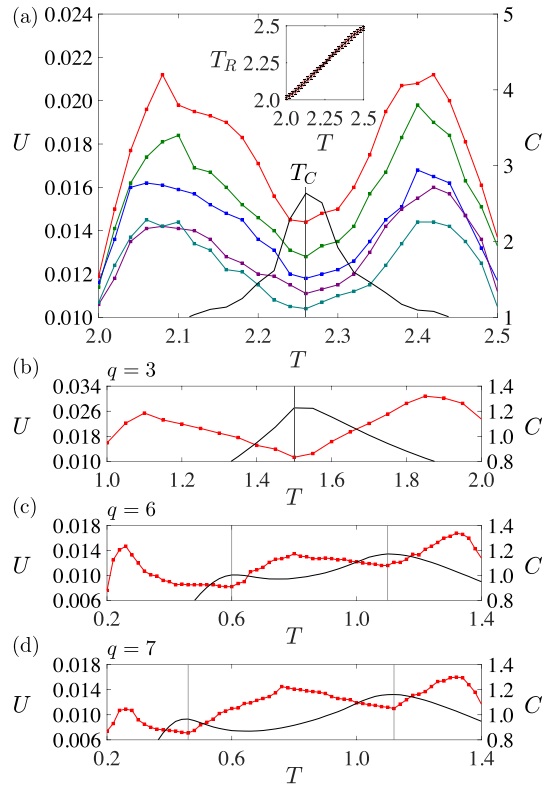 (a)
0.024 0.022 0.020 0.018 0.016 0.014 0.012 0.010
U
5 4 3 2 1
C
T_R 2.5 2.25 2.0
2.0 2.25 2.5
T
T_C
2.0 2.1 2.2 2.3 2.4 2.5
T
(b) q = 3
0.034 0.026 0.018 0.010
U
1.4 1.2 1.0 0.8
C
1.0 1.2 1.4 1.6 1.8 2.0
T
(c) q = 6
0.018 0.014 0.010 0.006
U
1.4 1.2 1.0 0.8
C
0.2 0.6 1.0 1.4
T
(d) q = 7
0.018 0.014 0.010 0.006
U
1.4 1.2 1.0 0.8
C
0.2 0.6 1.0 1.4
T